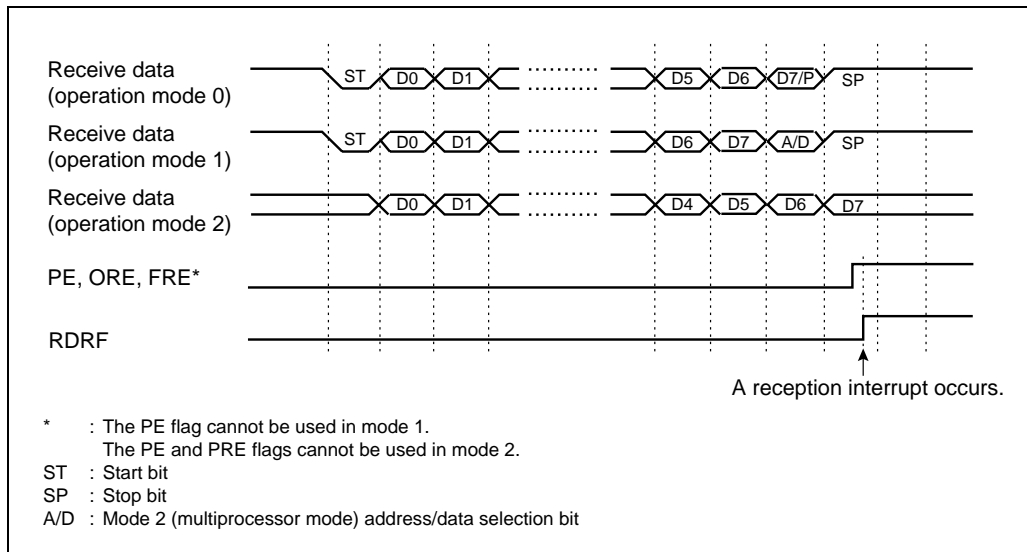 Receive data
(operation mode 0)
ST D0 D1 D5 D6 D7/P SP
Receive data
(operation mode 1)
ST D0 D1 D6 D7 A/D SP
Receive data
(operation mode 2)
D0 D1 D4 D5 D6 D7
PE, ORE, FRE*
RDRF
A reception interrupt occurs.
* : The PE flag cannot be used in mode 1.
The PE and PRE flags cannot be used in mode 2.
ST : Start bit
SP : Stop bit
A/D : Mode 2 (multiprocessor mode) address/data selection bit